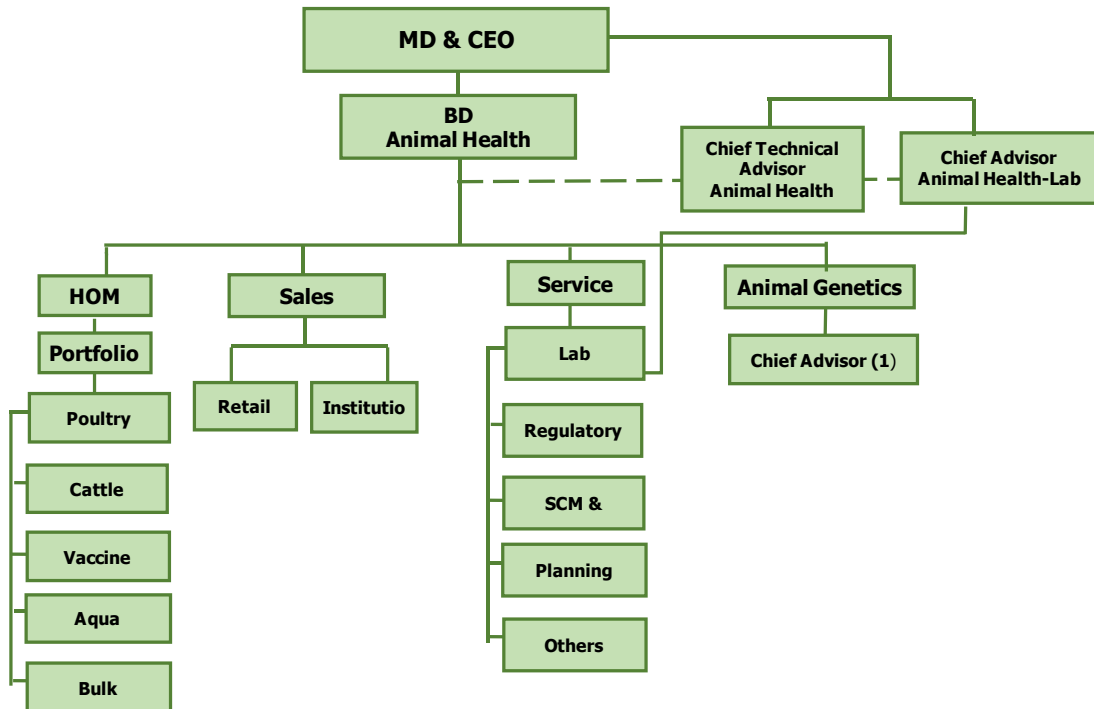 MD & CEO
BD
Animal Health
Chief Technical
Advisor
Animal Health
Chief Advisor
Animal Health-Lab
HOM
Sales
Service
Animal Genetics
Portfolio
Lab
Chief Advisor (1)
Retail
Institutio
Poultry
Regulatory
Cattle
SCM &
Vaccine
Planning
Aqua
Others
Bulk